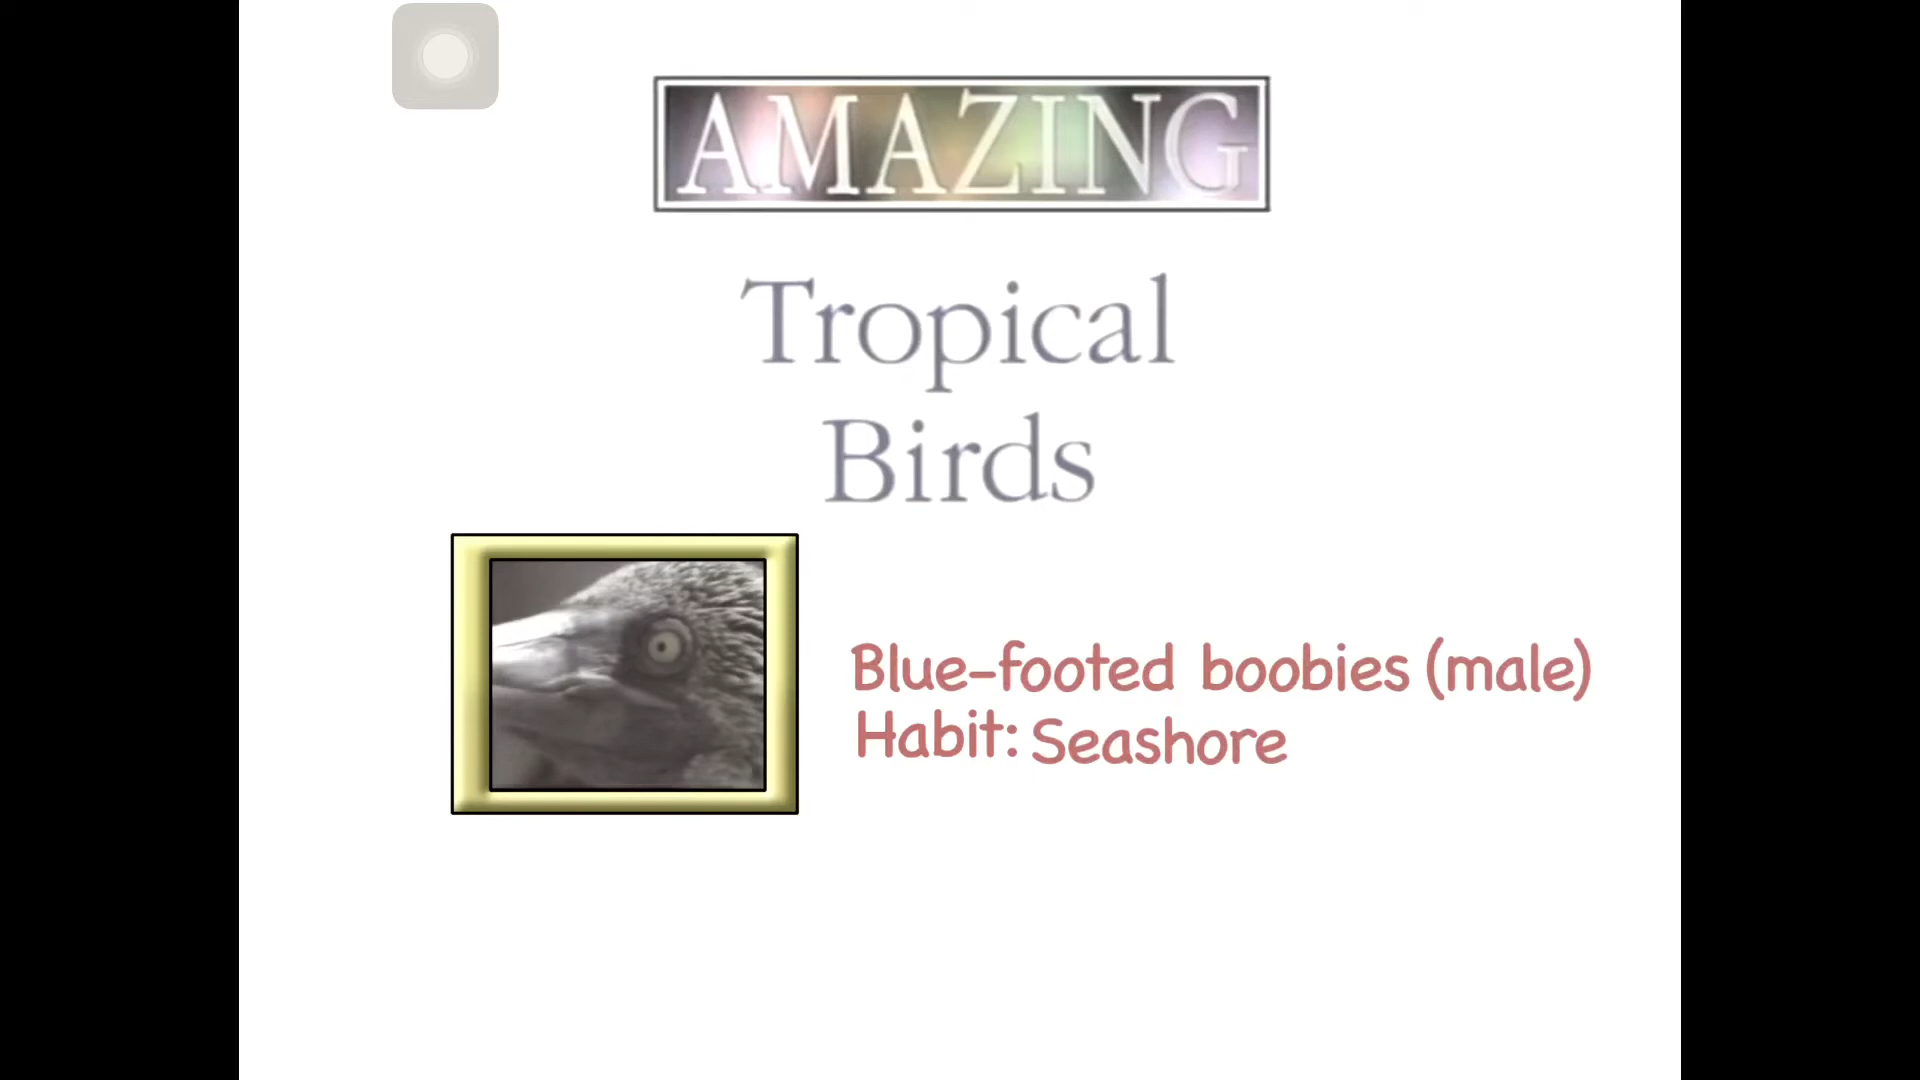 AMAZING
Tropical
Birds
Blue-footed boobies (male)
Habit: Seashore